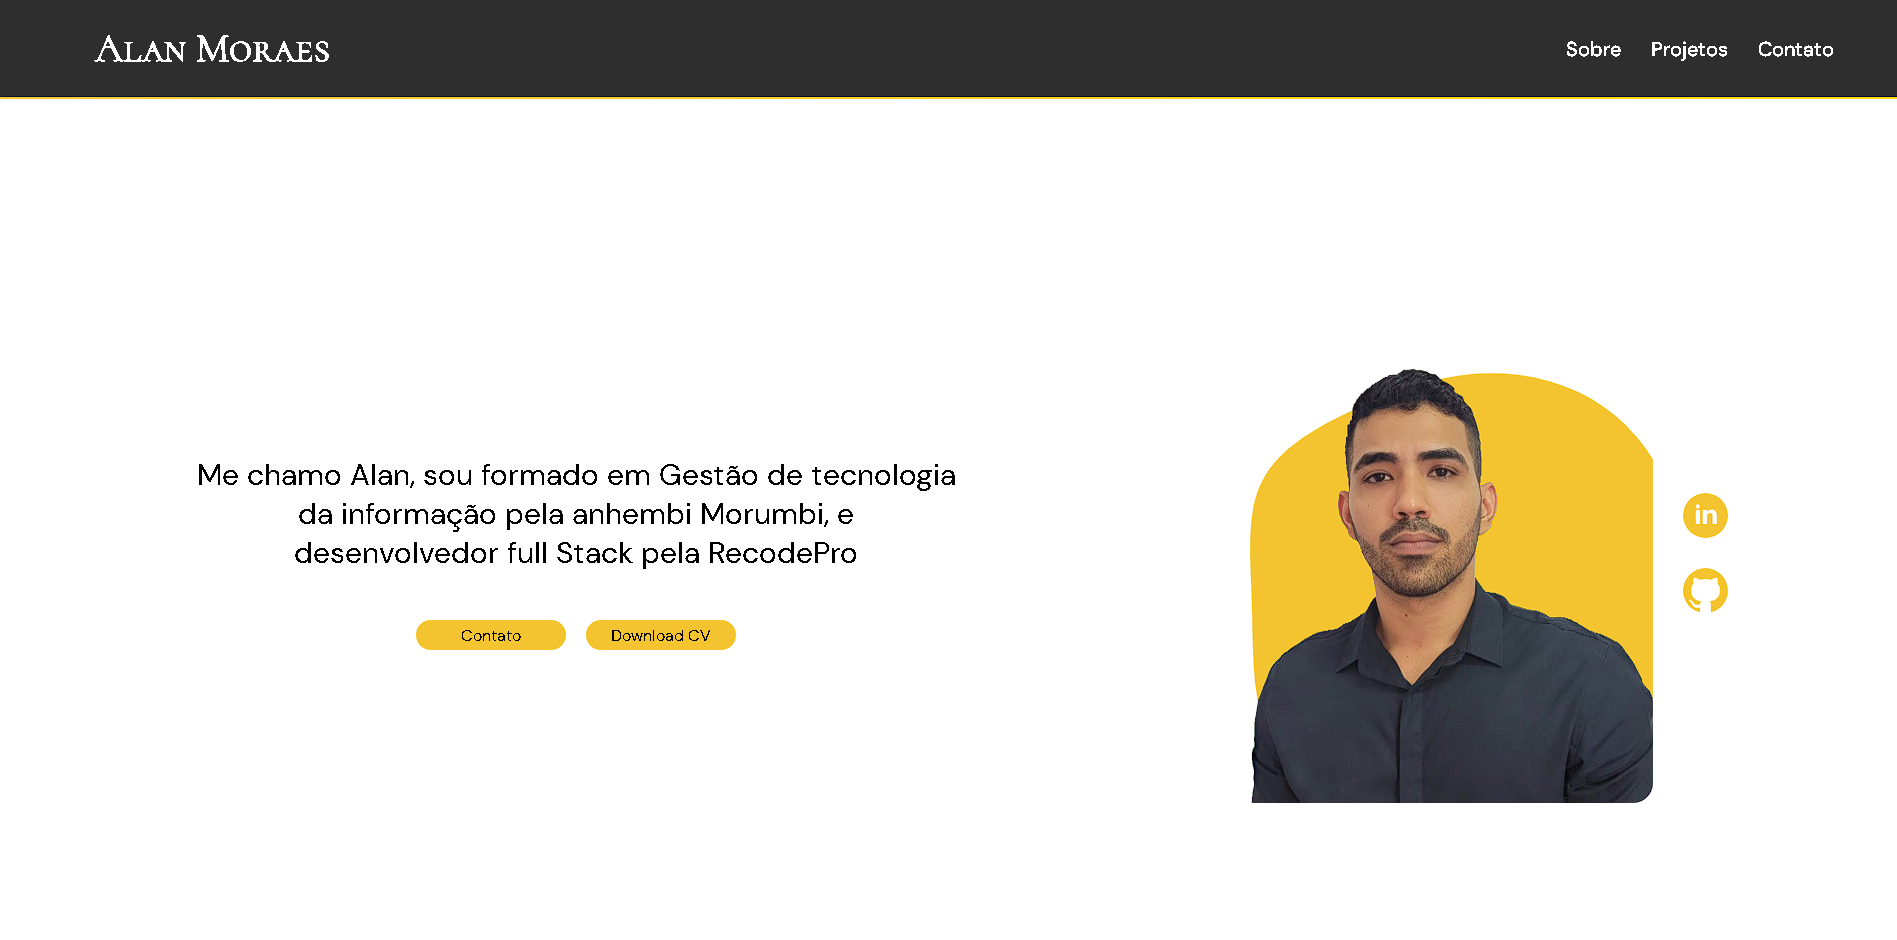 Alan Moraes
Sobre Projetos Contato
Me chamo Alan, sou formado em Gestão de tecnologia
da informação pela anhembi Morumbi, e
desenvolvedor full Stack pela RecodePro
Contato Download CV
in